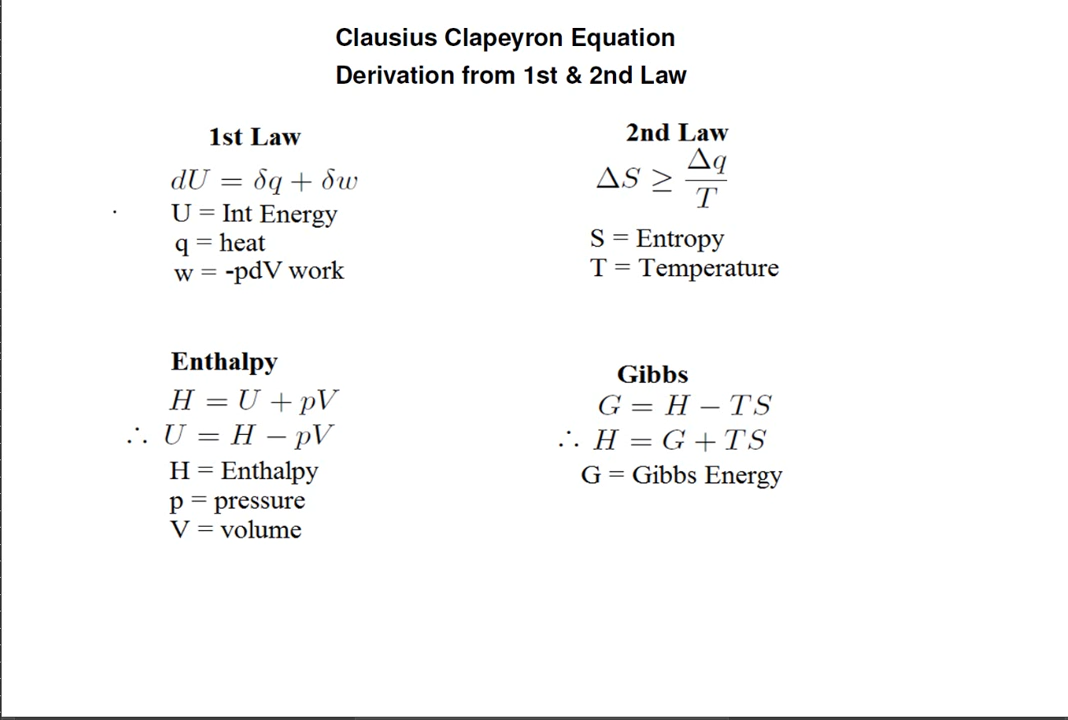 Clausius Clapeyron Equation
Derivation from 1st & 2nd Law
1st Law
dU = δq + δw
U = Int Energy
q = heat
w = -pdV work
2nd Law
ΔS ≥ Δq/T
S = Entropy
T = Temperature
Enthalpy
H = U + pV
∴ U = H − pV
H = Enthalpy
p = pressure
V = volume
Gibbs
G = H − TS
∴ H = G + TS
G = Gibbs Energy